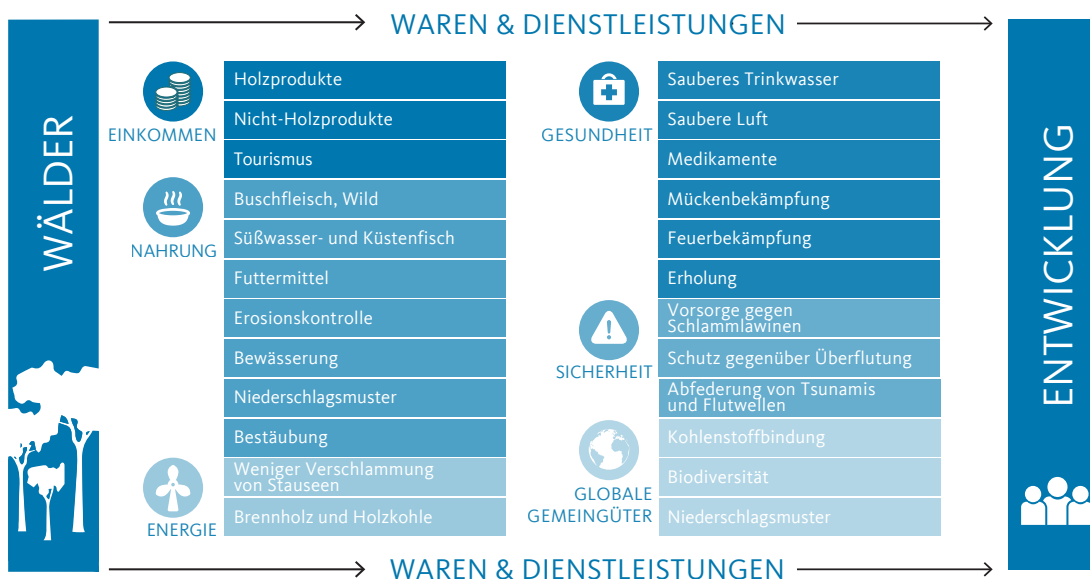 WAREN & DIENSTLEISTUNGEN
WÄLDER
EINKOMMEN
Holzprodukte
Nicht-Holzprodukte
Tourismus
NAHRUNG
Buschfleisch, Wild
Süßwasser- und Küstenfisch
Futtermittel
Erosionskontrolle
Bewässerung
Niederschlagsmuster
Bestäubung
ENERGIE
Weniger Verschlammung
von Stauseen
Brennholz und Holzkohle
GESUNDHEIT
Sauberes Trinkwasser
Saubere Luft
Medikamente
Mückenbekämpfung
Feuerbekämpfung
Erholung
SICHERHEIT
Vorsorge gegen
Schlammlawinen
Schutz gegenüber Überflutung
Abfederung von Tsunamis
und Flutwellen
GLOBALE
GEMEINGÜTER
Kohlenstoffbindung
Biodiversität
Niederschlagsmuster
ENTWICKLUNG
WAREN & DIENSTLEISTUNGEN